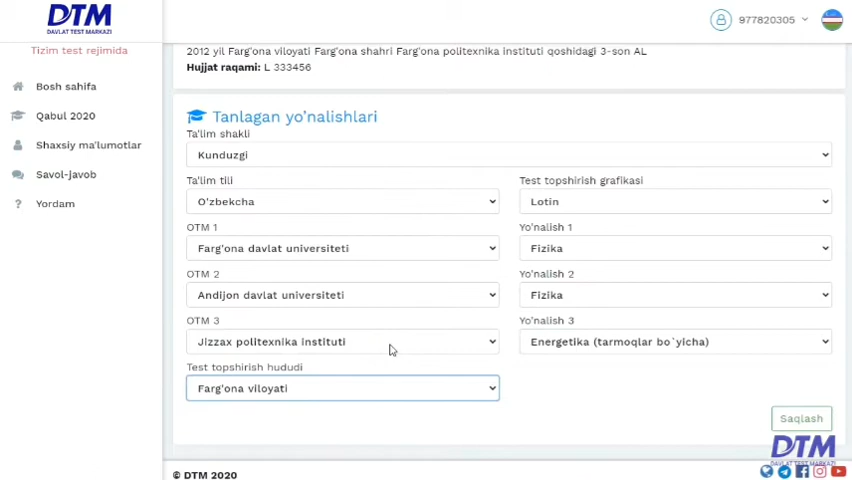 DTM
DAVLAT TEST MARKAZI
977820305
Tizim test rejimida
Bosh sahifa
Qabul 2020
Shaxsiy ma'lumotlar
Savol-javob
Yordam
2012 yil Farg'ona viloyati Farg'ona shahri Farg'ona politexnika instituti qoshidagi 3-son AL
Hujjat raqami: L 333456
Tanlagan yo'nalishlari
Ta'lim shakli
Kunduzgi
Ta'lim tili
Test topshirish grafikasi
O'zbekcha
Lotin
OTM 1
Yo'nalish 1
Farg'ona davlat universiteti
Fizika
OTM 2
Yo'nalish 2
Andijon davlat universiteti
Fizika
OTM 3
Yo'nalish 3
Jizzax politexnika instituti
Energetika (tarmoqlar bo`yicha)
Test topshirish hududi
Farg'ona viloyati
Saqlash
DTM
DAVLAT TEST MARKAZI
© DTM 2020